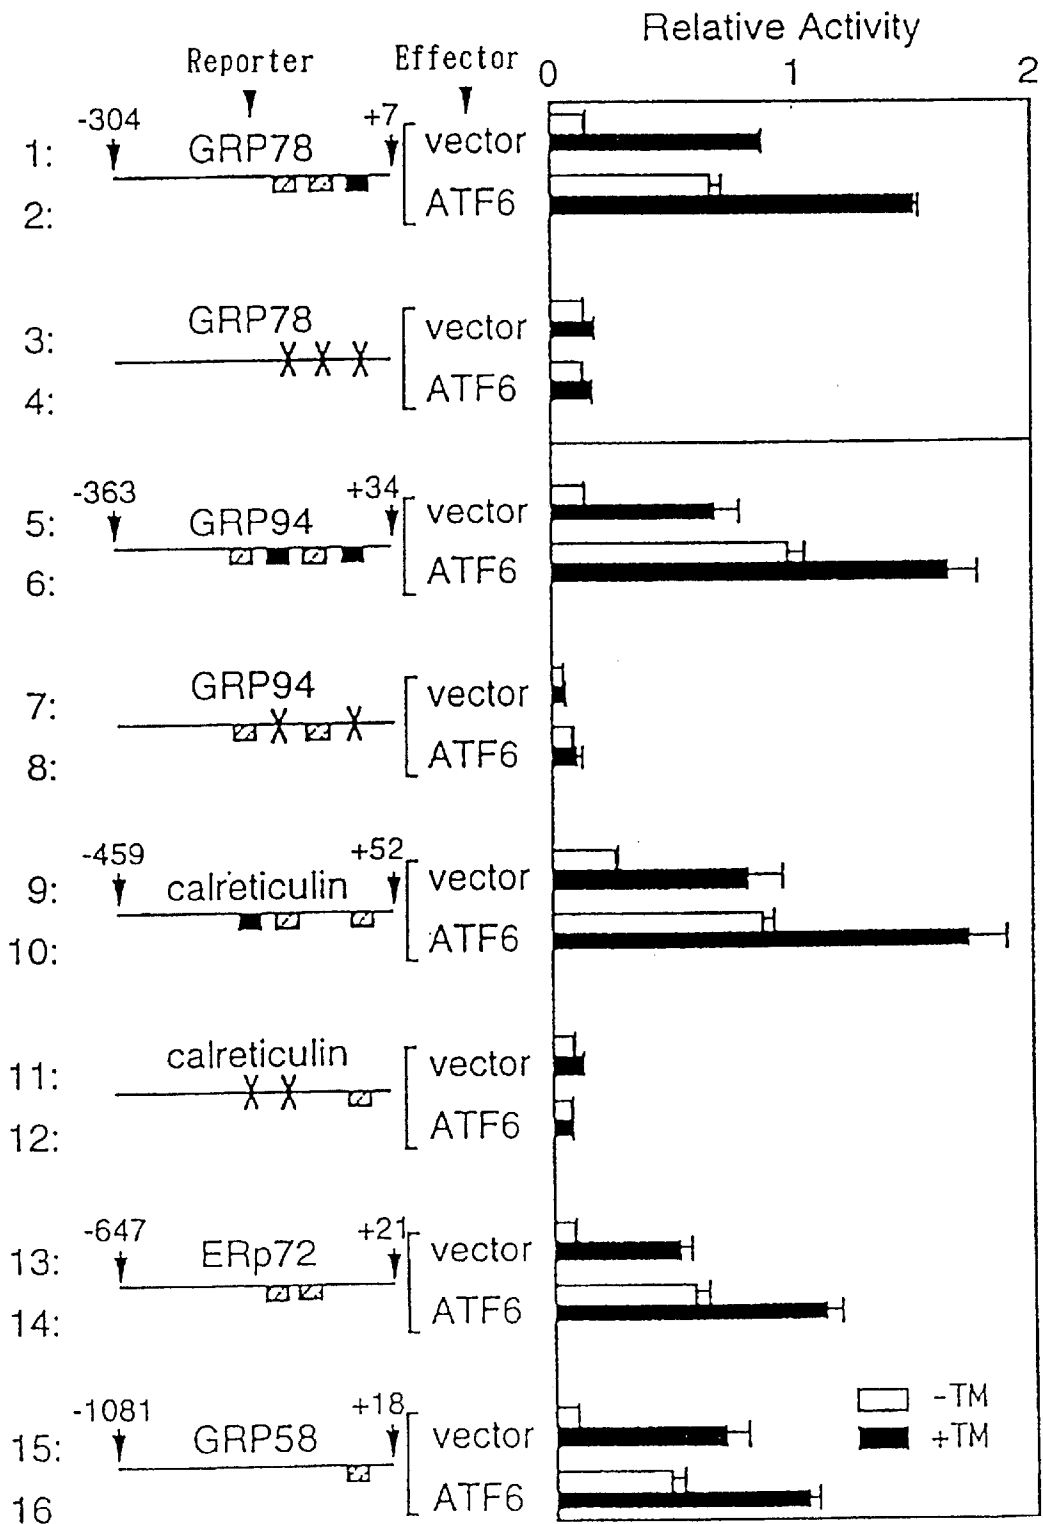 Relative Activity
Reporter Effector 0 1 2
-304 +7
1: GRP78 vector
2: ATF6
3: GRP78 vector
4: ATF6
-363 +34
5: GRP94 vector
6: ATF6
7: GRP94 vector
8: ATF6
-459 +52
9: calreticulin vector
10: ATF6
11: calreticulin vector
12: ATF6
-647 +21
13: ERp72 vector
14: ATF6
-1081 +18 -TM
15: GRP58 vector +TM
16 ATF6